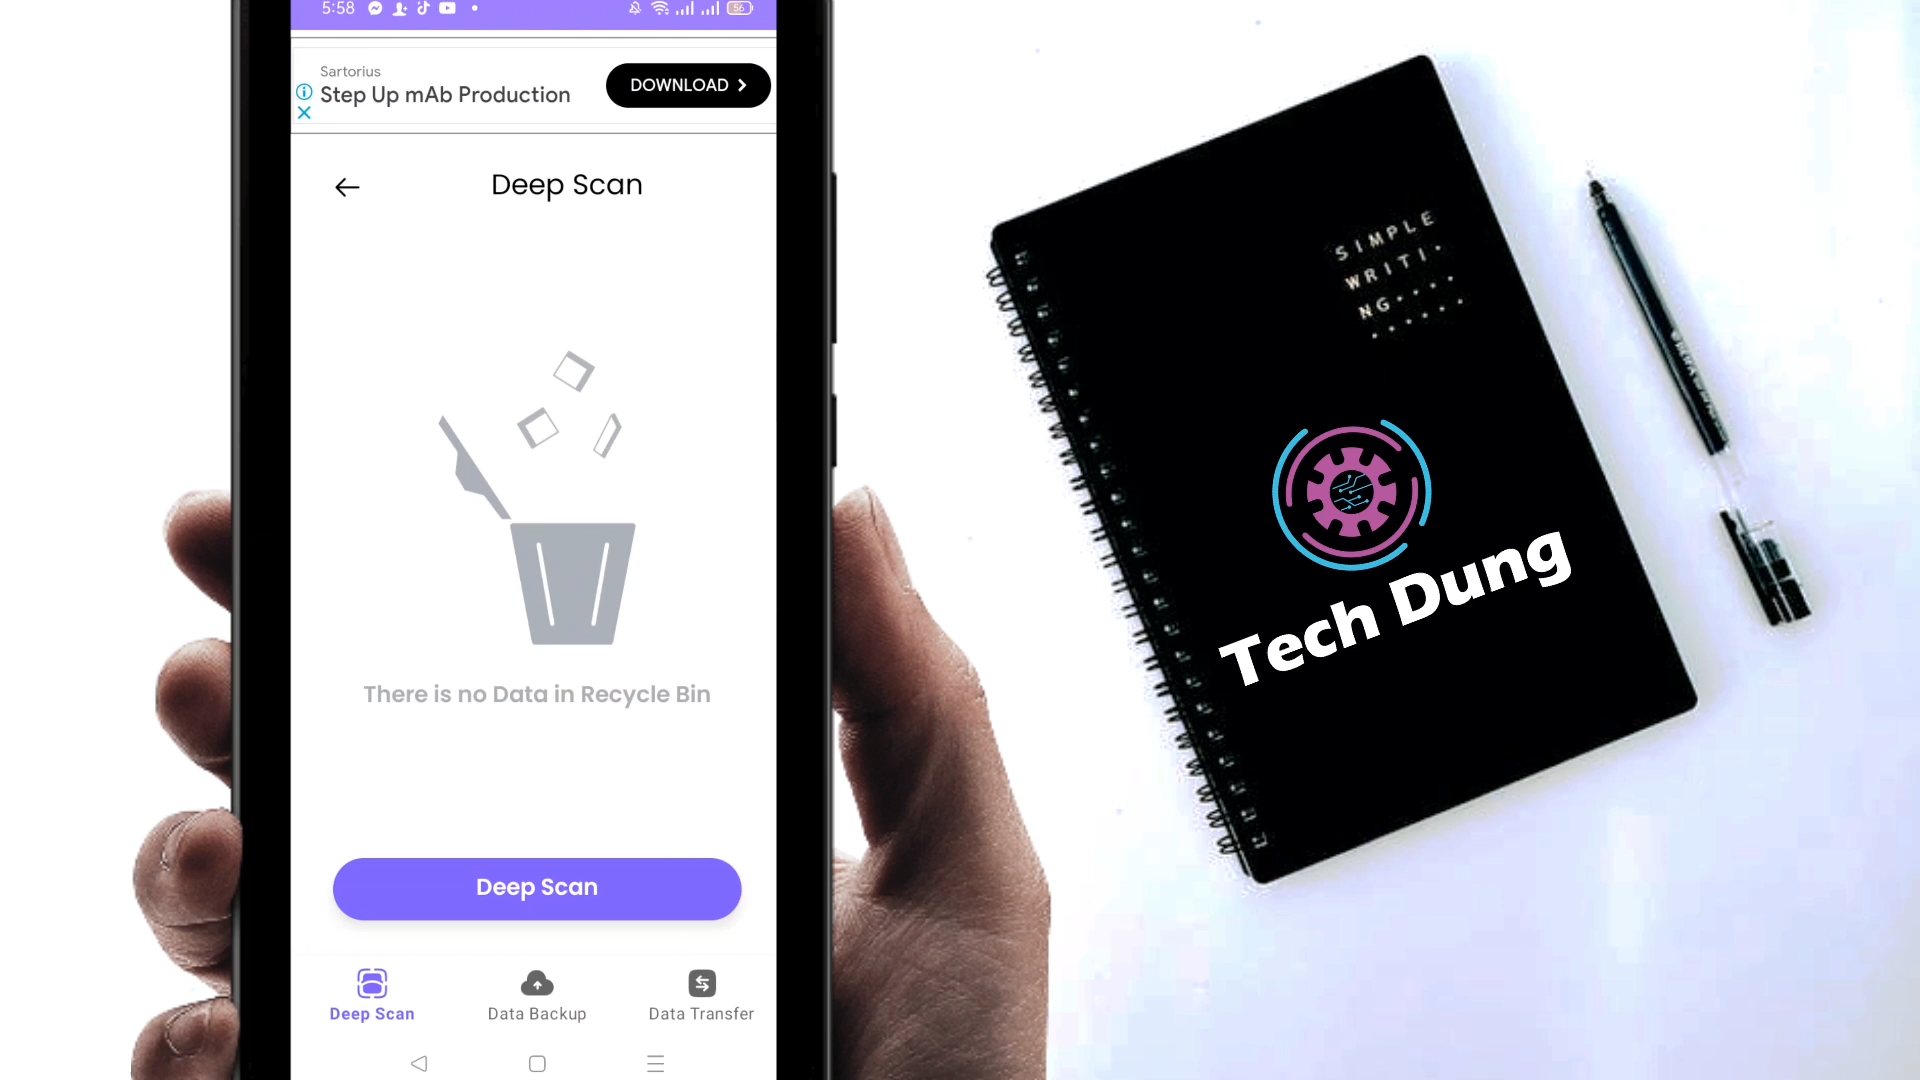 5:58
56
Sartorius
Step Up mAb Production
DOWNLOAD
Deep Scan
There is no Data in Recycle Bin
Deep Scan
Deep Scan
Data Backup
Data Transfer
SIMPLE
WRITI
NG
Tech Dung